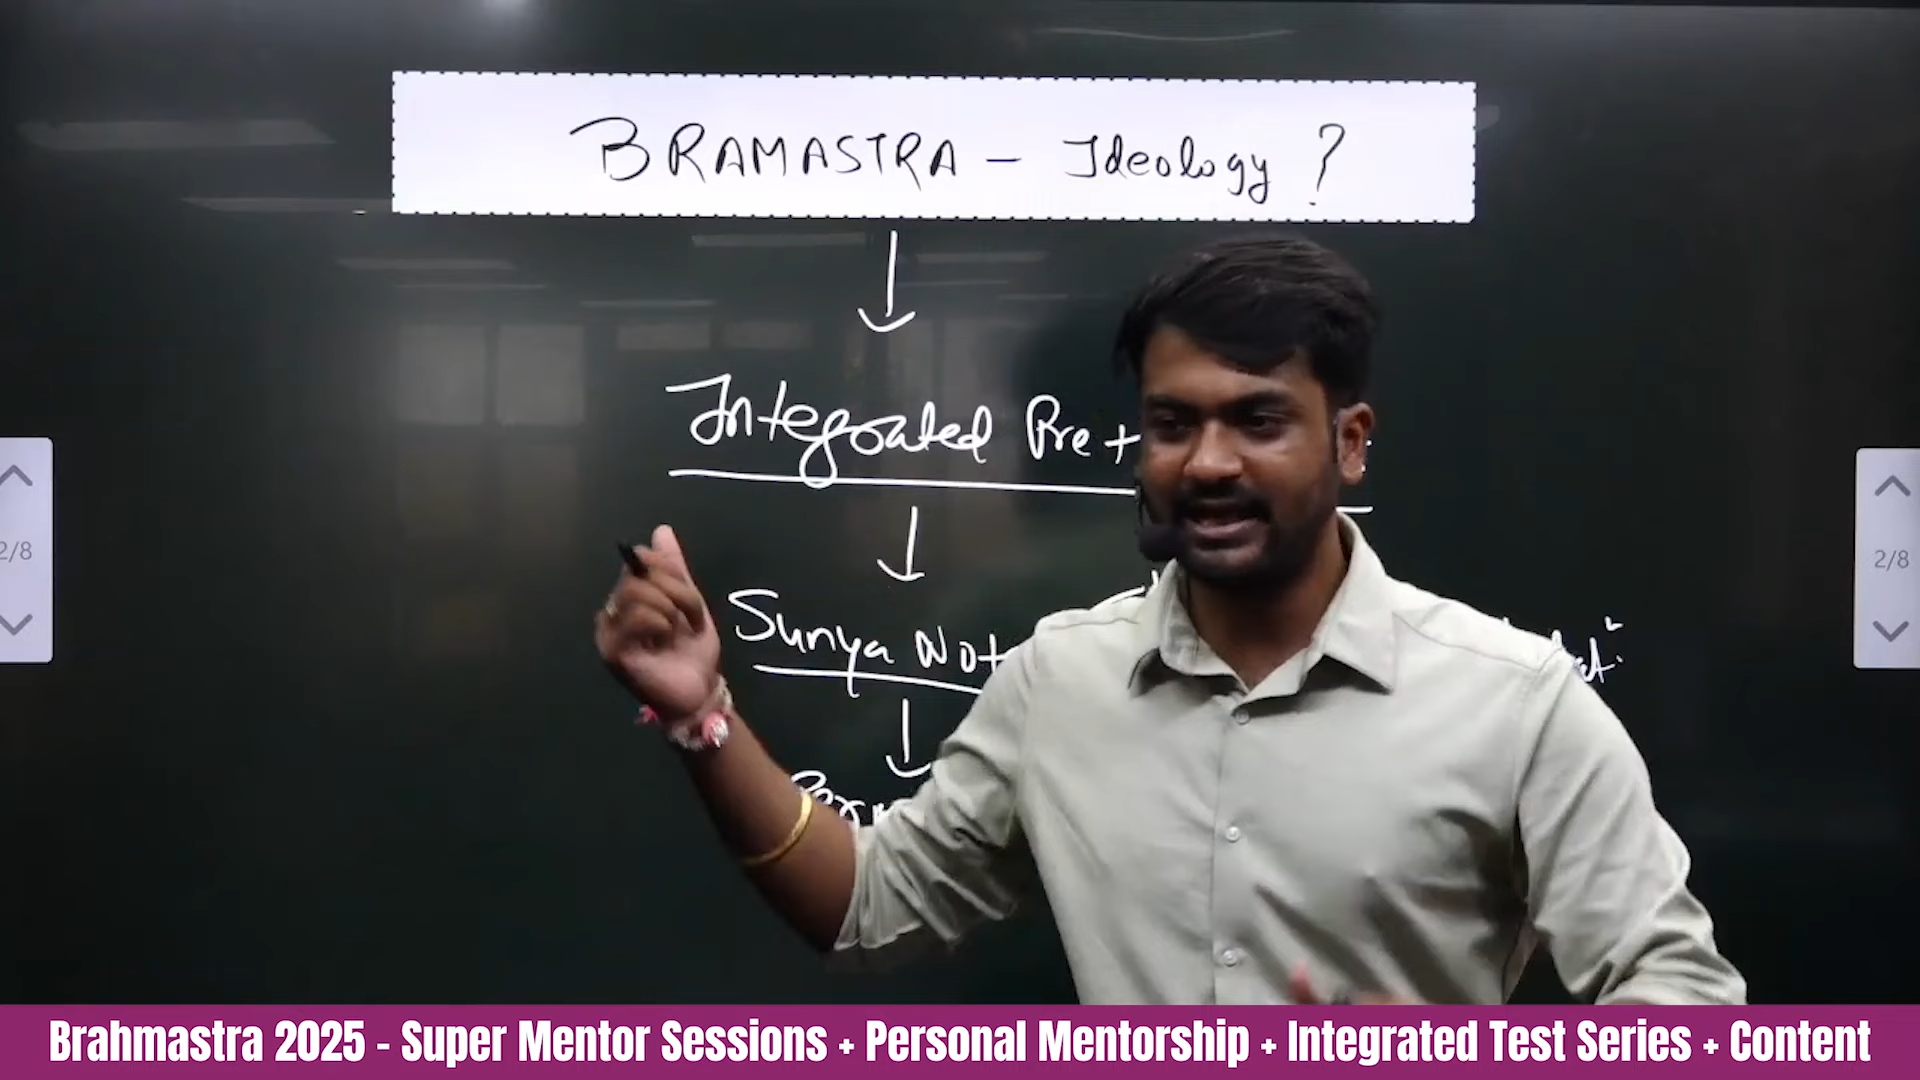 BRAMASTRA - Ideology ?
Integrated Pre +
2/8
2/8
Sunya Not
Brahmastra 2025 - Super Mentor Sessions + Personal Mentorship + Integrated Test Series + Content